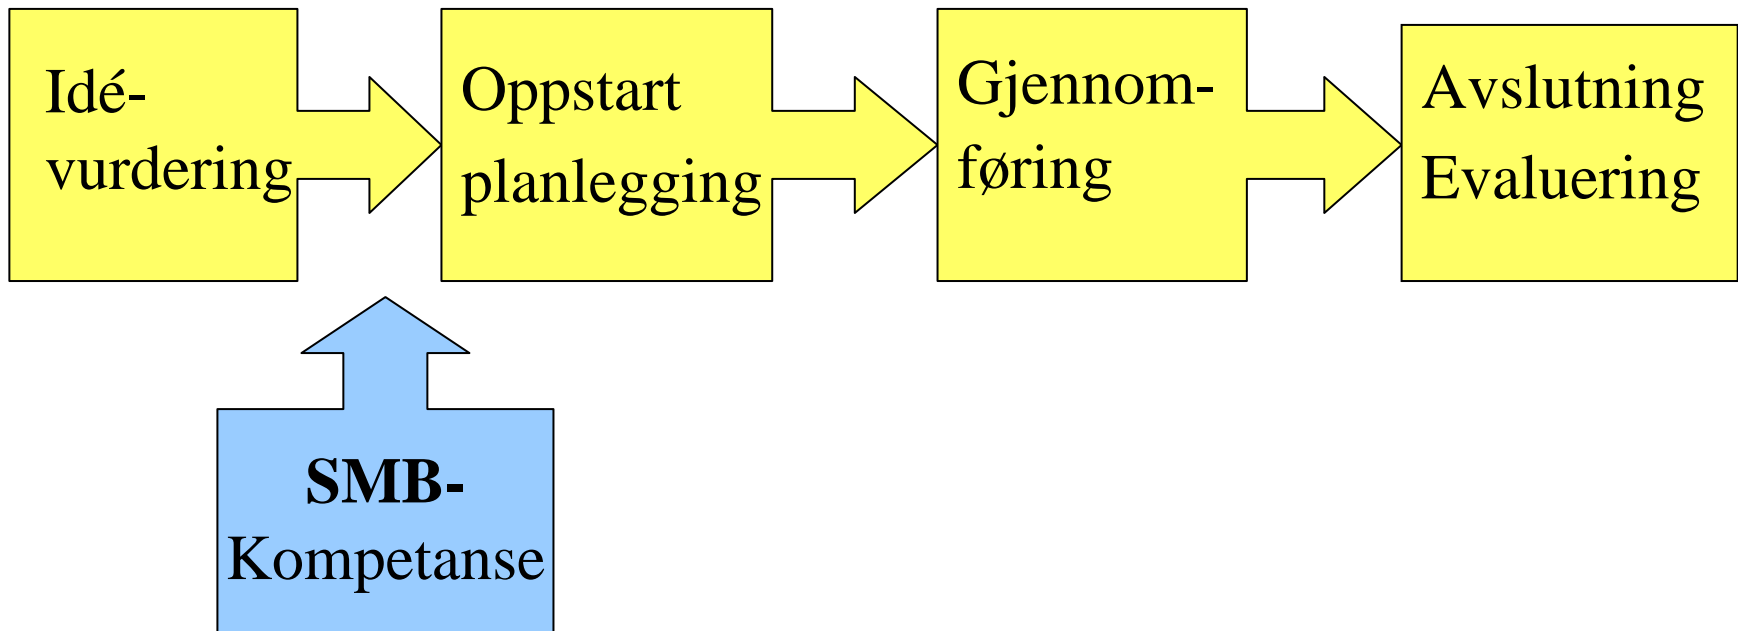 Idé-
vurdering
Oppstart
planlegging
Gjennom-
føring
Avslutning
Evaluering
SMB-
Kompetanse